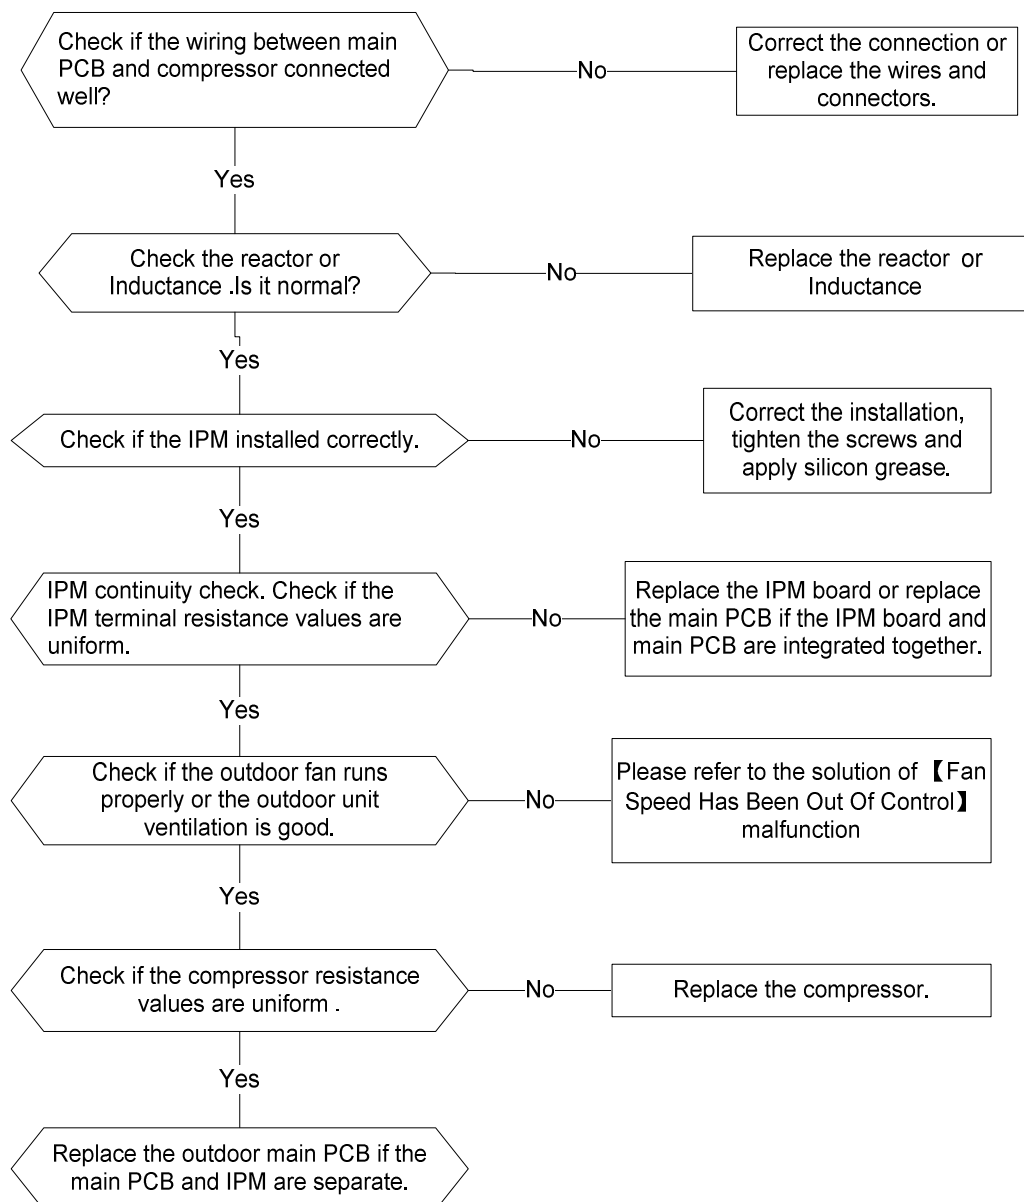 Check if the wiring between main
PCB and compressor connected
well?
No
Correct the connection or
replace the wires and
connectors.
Yes
Check the reactor or
Inductance .Is it normal?
No
Replace the reactor or
Inductance
Yes
Check if the IPM installed correctly.
No
Correct the installation,
tighten the screws and
apply silicon grease.
Yes
IPM continuity check. Check if the
IPM terminal resistance values are
uniform.
No
Replace the IPM board or replace
the main PCB if the IPM board and
main PCB are integrated together.
Yes
Check if the outdoor fan runs
properly or the outdoor unit
ventilation is good.
No
Please refer to the solution of【Fan
Speed Has Been Out Of Control】
malfunction
Yes
Check if the compressor resistance
values are uniform .
No
Replace the compressor.
Yes
Replace the outdoor main PCB if the
main PCB and IPM are separate.